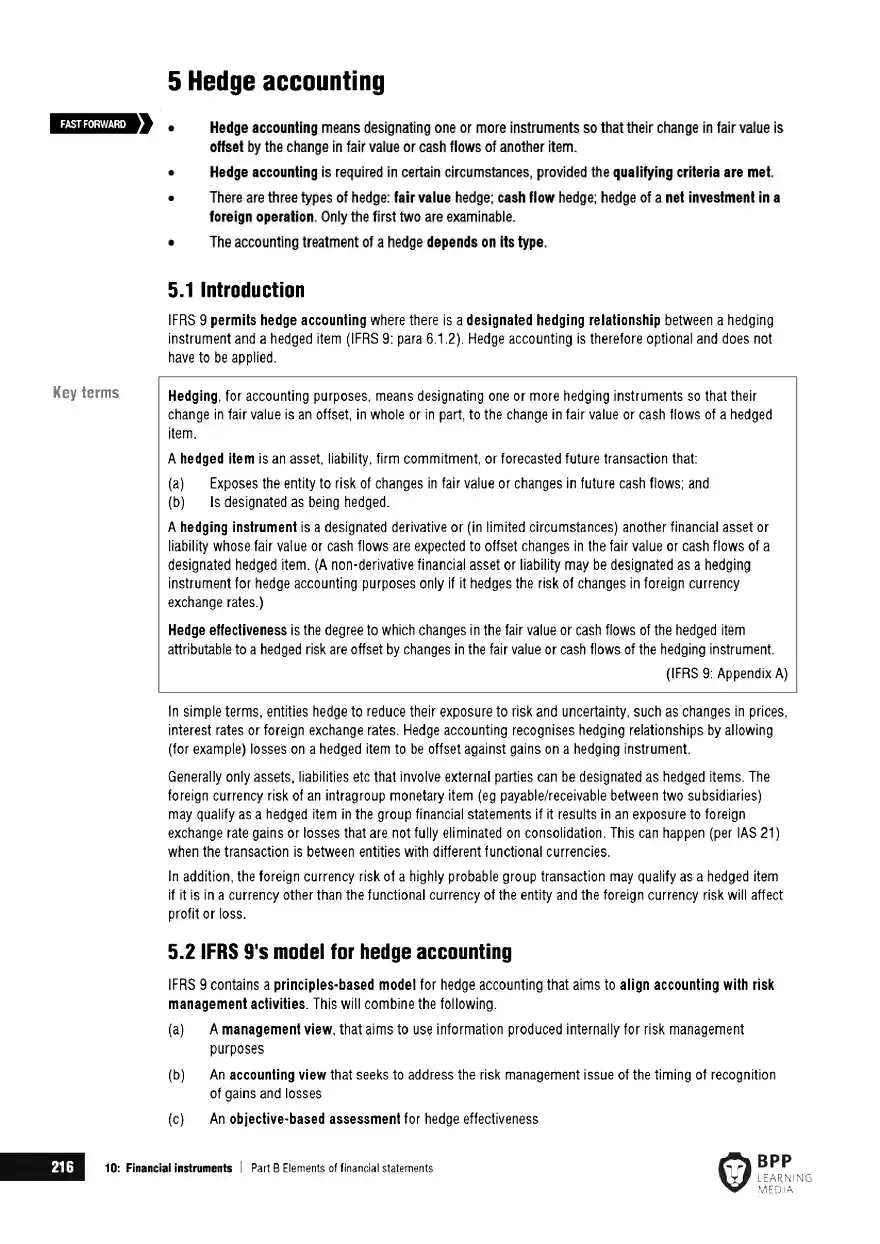 5 Hedge accounting
FAST FORWARD
• Hedge accounting means designating one or more instruments so that their change in fair value is
offset by the change in fair value or cash flows of another item.
• Hedge accounting is required in certain circumstances, provided the qualifying criteria are met.
• There are three types of hedge: fair value hedge; cash flow hedge; hedge of a net investment in a
foreign operation. Only the first two are examinable.
• The accounting treatment of a hedge depends on its type.
5.1 Introduction
IFRS 9 permits hedge accounting where there is a designated hedging relationship between a hedging
instrument and a hedged item (IFRS 9: para 6.1.2). Hedge accounting is therefore optional and does not
have to be applied.
Key terms
Hedging, for accounting purposes, means designating one or more hedging instruments so that their
change in fair value is an offset, in whole or in part, to the change in fair value or cash flows of a hedged
item.
A hedged item is an asset, liability, firm commitment, or forecasted future transaction that:
(a) Exposes the entity to risk of changes in fair value or changes in future cash flows; and
(b) Is designated as being hedged.
A hedging instrument is a designated derivative or (in limited circumstances) another financial asset or
liability whose fair value or cash flows are expected to offset changes in the fair value or cash flows of a
designated hedged item. (A non-derivative financial asset or liability may be designated as a hedging
instrument for hedge accounting purposes only if it hedges the risk of changes in foreign currency
exchange rates.)
Hedge effectiveness is the degree to which changes in the fair value or cash flows of the hedged item
attributable to a hedged risk are offset by changes in the fair value or cash flows of the hedging instrument.
(IFRS 9: Appendix A)
In simple terms, entities hedge to reduce their exposure to risk and uncertainty, such as changes in prices,
interest rates or foreign exchange rates. Hedge accounting recognises hedging relationships by allowing
(for example) losses on a hedged item to be offset against gains on a hedging instrument.
Generally only assets, liabilities etc that involve external parties can be designated as hedged items. The
foreign currency risk of an intragroup monetary item (eg payable/receivable between two subsidiaries)
may qualify as a hedged item in the group financial statements if it results in an exposure to foreign
exchange rate gains or losses that are not fully eliminated on consolidation. This can happen (per IAS 21)
when the transaction is between entities with different functional currencies.
In addition, the foreign currency risk of a highly probable group transaction may qualify as a hedged item
if it is in a currency other than the functional currency of the entity and the foreign currency risk will affect
profit or loss.
5.2 IFRS 9's model for hedge accounting
IFRS 9 contains a principles-based model for hedge accounting that aims to align accounting with risk
management activities. This will combine the following.
(a) A management view, that aims to use information produced internally for risk management
purposes
(b) An accounting view that seeks to address the risk management issue of the timing of recognition
of gains and losses
(c) An objective-based assessment for hedge effectiveness
216 10: Financial instruments | Part B Elements of financial statements
BPP
LEARNING
MEDIA